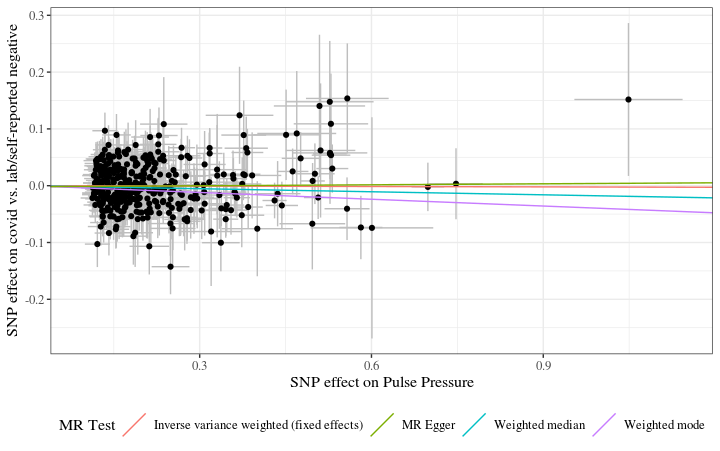 0.3
0.2
0.1
0.0
-0.1
-0.2
SNP effect on covid vs. lab/self-reported negative
0.3 0.6 0.9
SNP effect on Pulse Pressure
MR Test Inverse variance weighted (fixed effects) MR Egger Weighted median Weighted mode